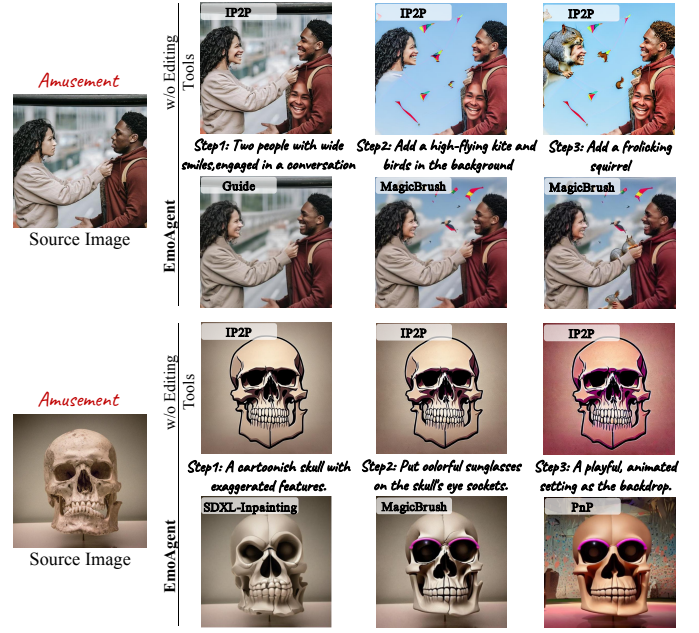 Amusement
Source Image
w/o Editing
Tools
IP2P
IP2P
IP2P
Step1: Two people with wide
smiles,engaged in a conversation
Step2: Add a high-flying kite and
birds in the background
Step3: Add a frolicking
squirrel
EmoAgent
Guide
MagicBrush
MagicBrush
Amusement
Source Image
w/o Editing
Tools
IP2P
IP2P
IP2P
Step1: A cartoonish skull with
exaggerated features.
Step2: Put colorful sunglasses
on the skull's eye sockets.
Step3: A playful, animated
setting as the backdrop.
EmoAgent
SDXL-Inpainting
MagicBrush
PnP